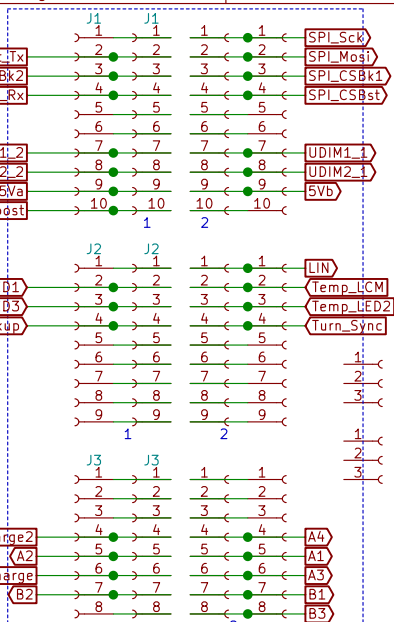 J1 J1
1 1 1 1 SPI_Sck
_Tx 2 2 2 2 SPI_Mosi
Bk2 3 3 3 3 SPI_CSBk1
_Rx 4 4 4 4 SPI_CSBst
5 5 5 5
6 6 6 6
1_2 7 7 7 7 UDIM1_1
2_2 8 8 8 8 UDIM2_1
5Va 9 9 9 9 5Vb
oost 10 10 10 10
1 2
J2 J2
1 1 1 1 LIN
D1 2 2 2 2 Temp_LCM
D3 3 3 3 3 Temp_LED2
kup 4 4 4 4 Turn_Sync
5 5 5 5
6 6 6 6 1
7 7 7 7 2
8 8 8 8 3
9 9 9 9
1 2 1
J3 J3 2
1 1 1 1 3
2 2 2 2
3 3 3 3
arge2 4 4 4 4 A4
A2 5 5 5 5 A1
harge 6 6 6 6 A3
B2 7 7 7 7 B1
8 8 8 8 B3